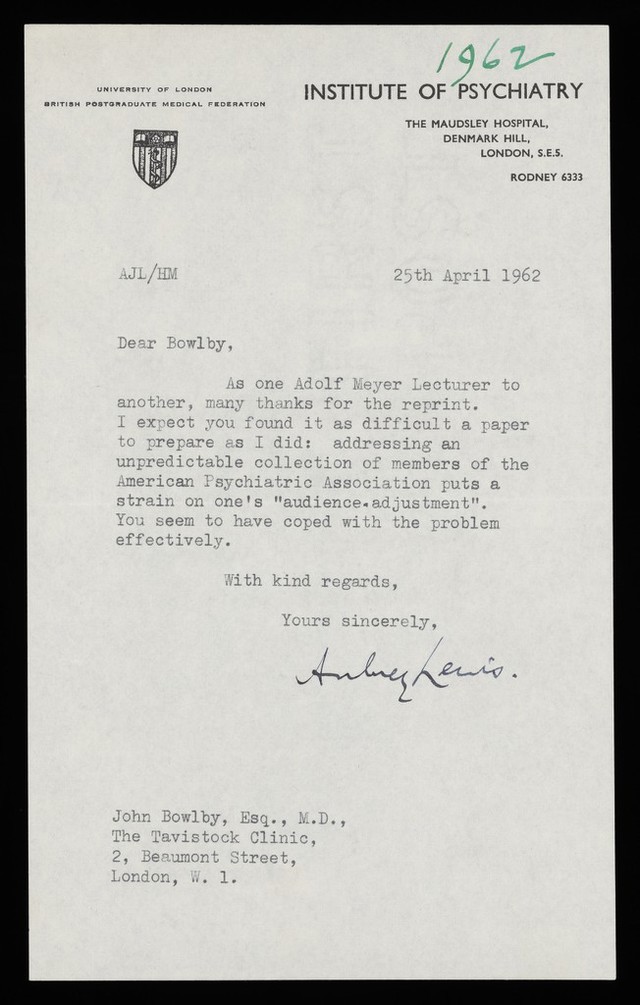 1962
UNIVERSITY OF LONDON
BRITISH POSTGRADUATE MEDICAL FEDERATION
INSTITUTE OF PSYCHIATRY
THE MAUDSLEY HOSPITAL,
DENMARK HILL,
LONDON, S.E.5.
RODNEY 6333
AJL/HM
25th April 1962
Dear Bowlby,
As one Adolf Meyer Lecturer to
another, many thanks for the reprint.
I expect you found it as difficult a paper
to prepare as I did: addressing an
unpredictable collection of members of the
American Psychiatric Association puts a
strain on one's "audience-adjustment".
You seem to have coped with the problem
effectively.
With kind regards,
Yours sincerely,
Aubrey Lewis.
John Bowlby, Esq., M.D.,
The Tavistock Clinic,
2, Beaumont Street,
London, W. 1.